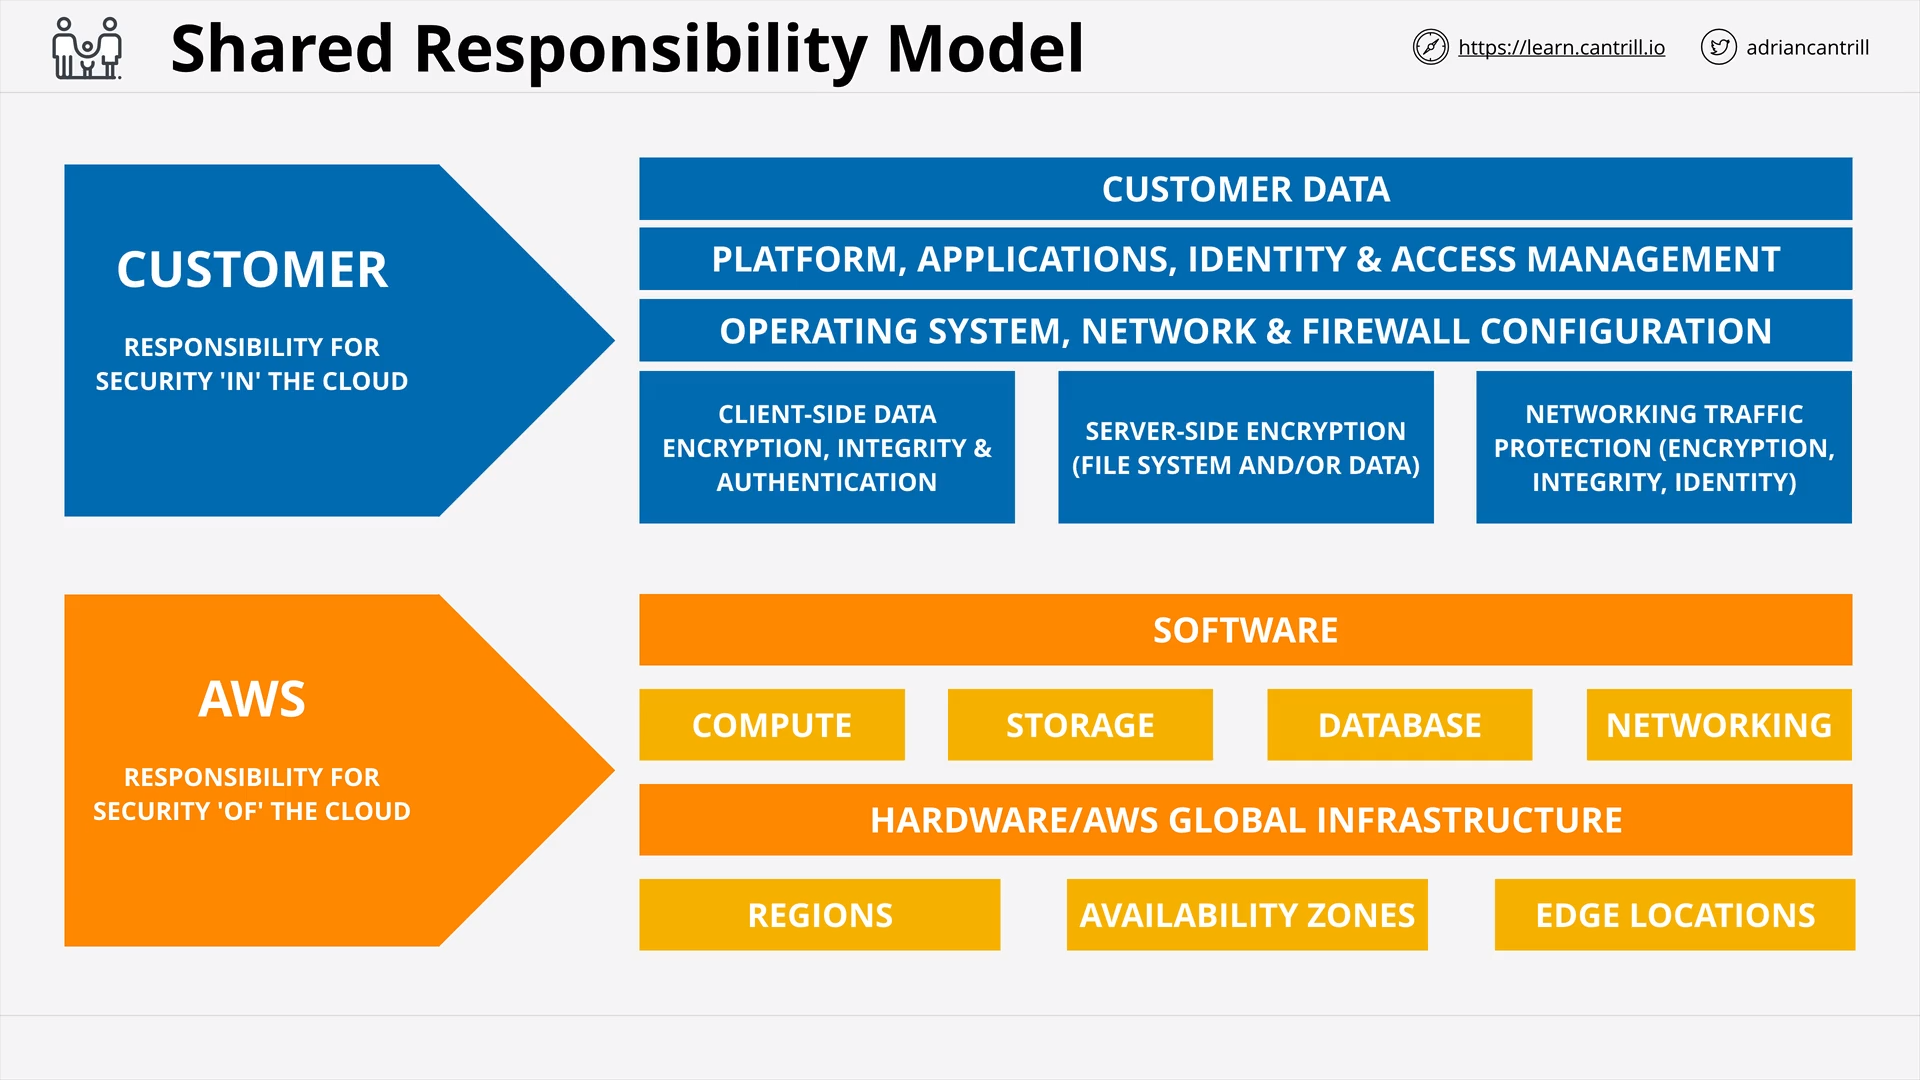 Shared Responsibility Model
https://learn.cantrill.io
adriancantrill
CUSTOMER
RESPONSIBILITY FOR
SECURITY 'IN' THE CLOUD
CUSTOMER DATA
PLATFORM, APPLICATIONS, IDENTITY & ACCESS MANAGEMENT
OPERATING SYSTEM, NETWORK & FIREWALL CONFIGURATION
CLIENT-SIDE DATA
ENCRYPTION, INTEGRITY &
AUTHENTICATION
SERVER-SIDE ENCRYPTION
(FILE SYSTEM AND/OR DATA)
NETWORKING TRAFFIC
PROTECTION (ENCRYPTION,
INTEGRITY, IDENTITY)
AWS
RESPONSIBILITY FOR
SECURITY 'OF' THE CLOUD
SOFTWARE
COMPUTE
STORAGE
DATABASE
NETWORKING
HARDWARE/AWS GLOBAL INFRASTRUCTURE
REGIONS
AVAILABILITY ZONES
EDGE LOCATIONS